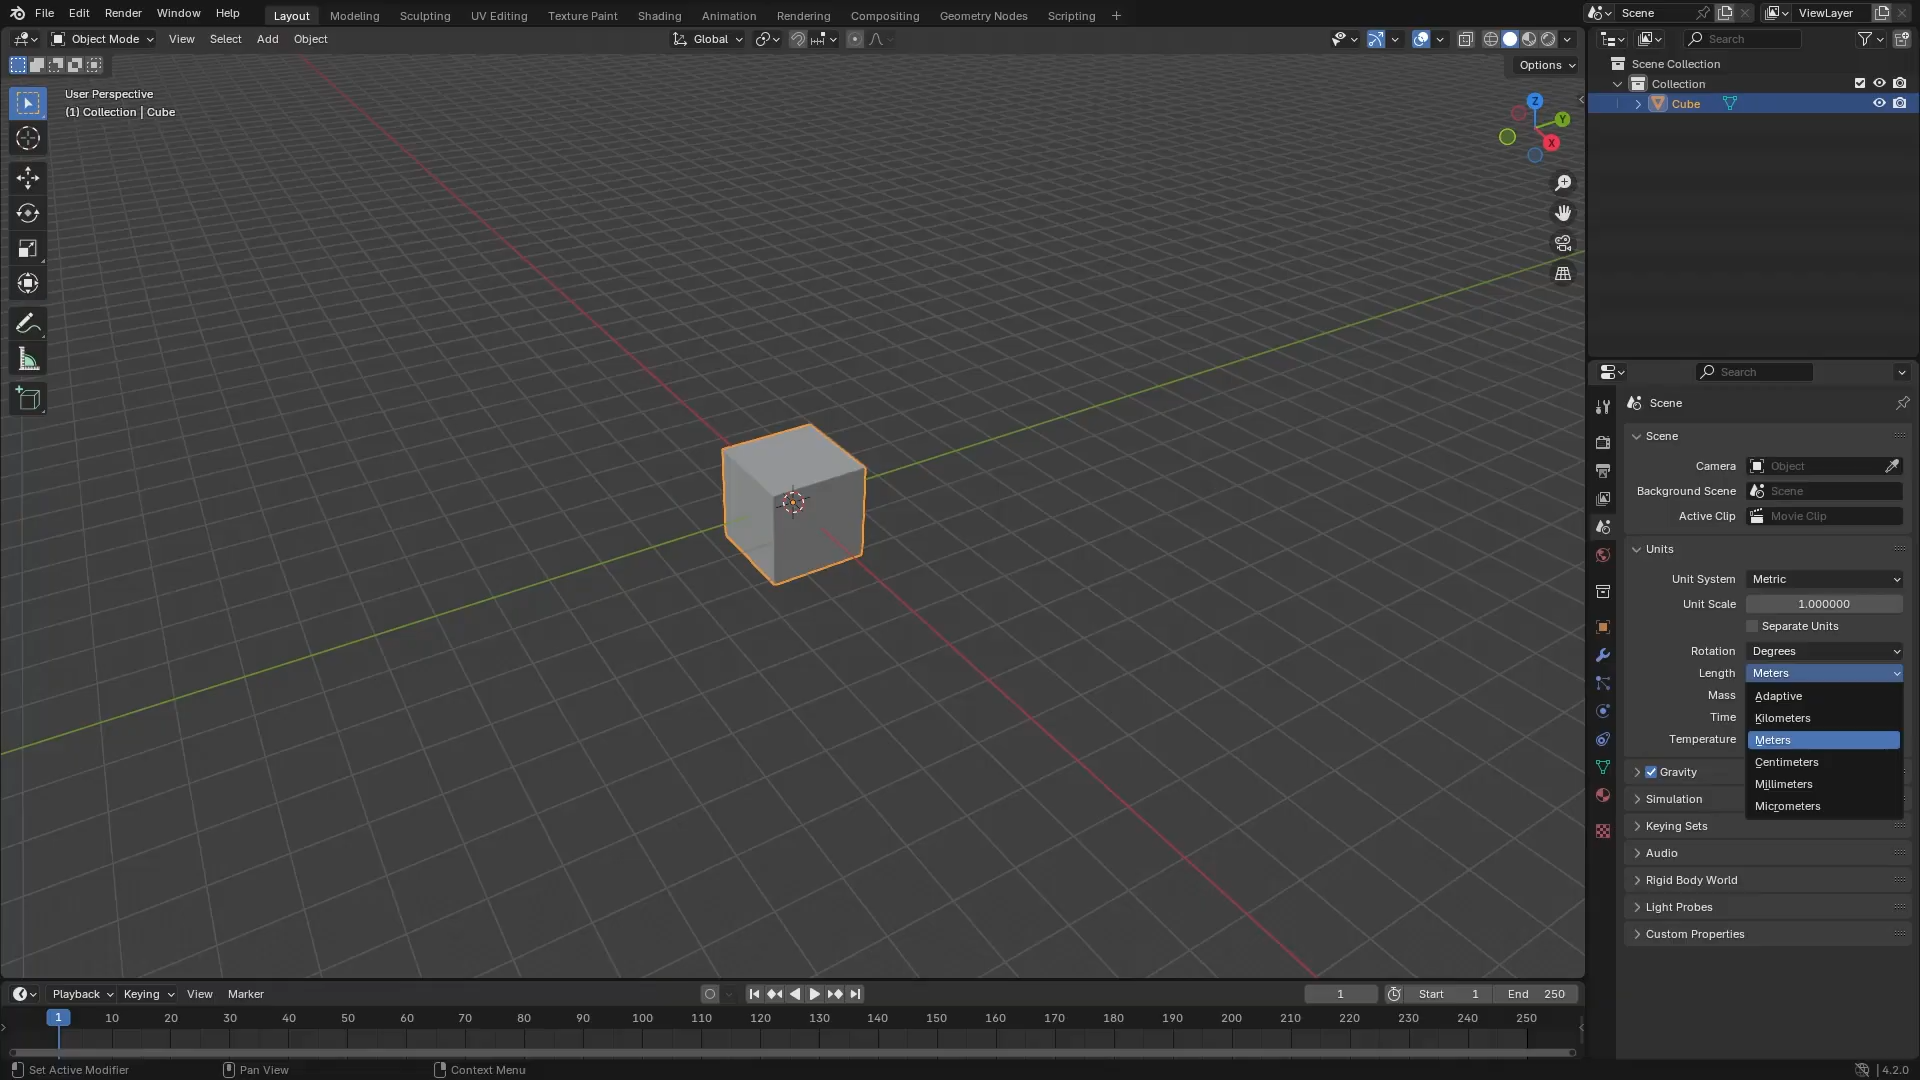 File Edit Render Window Help Layout Modeling Sculpting UV Editing Texture Paint Shading Animation Rendering Compositing Geometry Nodes Scripting + Scene ViewLayer
Object Mode View Select Add Object Global Search
Options
User Perspective
(1) Collection | Cube
Z
Y
X
Scene Collection
Collection
Cube
Search
Scene
Scene
Camera Object
Background Scene Scene
Active Clip Movie Clip
Units
Unit System Metric
Unit Scale 1.000000
Separate Units
Rotation Degrees
Length Meters
Mass Adaptive
Time Kilometers
Temperature Meters
Centimeters
Gravity
Millimeters
Simulation
Micrometers
Keying Sets
Audio
Rigid Body World
Light Probes
Custom Properties
Playback Keying View Marker 1 Start 1 End 250
1 10 20 30 40 50 60 70 80 90 100 110 120 130 140 150 160 170 180 190 200 210 220 230 240 250
Set Active Modifier Pan View Context Menu 4.2.0